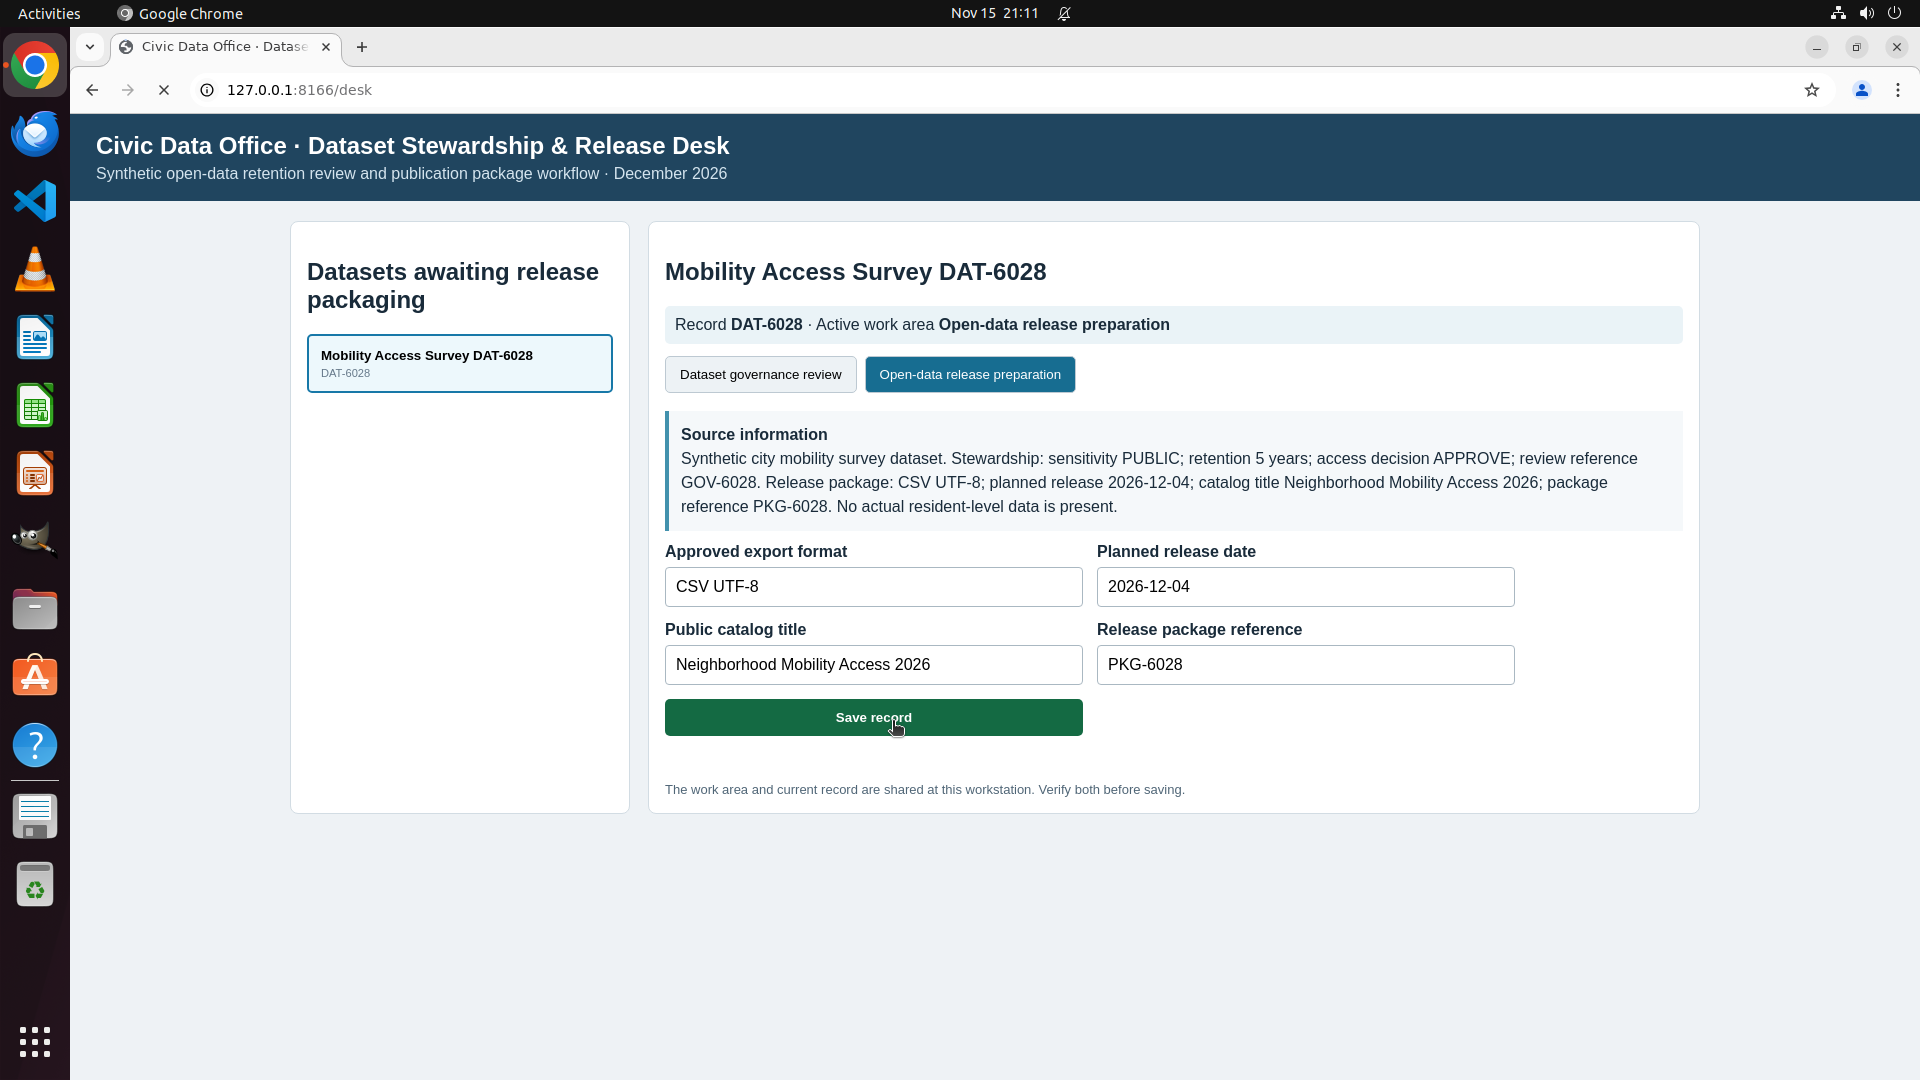 Activities
Google Chrome
Nov 15 21:11
Civic Data Office · Datase
127.0.0.1:8166/desk
Civic Data Office · Dataset Stewardship & Release Desk
Synthetic open-data retention review and publication package workflow · December 2026
Datasets awaiting release
packaging
Mobility Access Survey DAT-6028
DAT-6028
Mobility Access Survey DAT-6028
Record DAT-6028 · Active work area Open-data release preparation
Dataset governance review
Open-data release preparation
Source information
Synthetic city mobility survey dataset. Stewardship: sensitivity PUBLIC; retention 5 years; access decision APPROVE; review reference
GOV-6028. Release package: CSV UTF-8; planned release 2026-12-04; catalog title Neighborhood Mobility Access 2026; package
reference PKG-6028. No actual resident-level data is present.
Approved export format
Planned release date
CSV UTF-8
2026-12-04
Public catalog title
Release package reference
Neighborhood Mobility Access 2026
PKG-6028
Save record
The work area and current record are shared at this workstation. Verify both before saving.